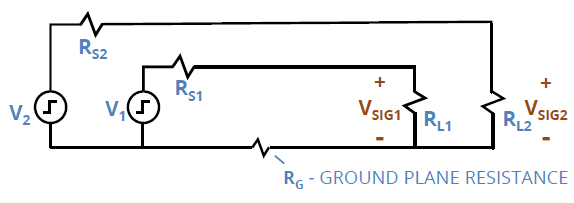 RS2
RS1
V2
V1
+
VSIG1
-
RL1
RL2
+
VSIG2
-
RG - GROUND PLANE RESISTANCE